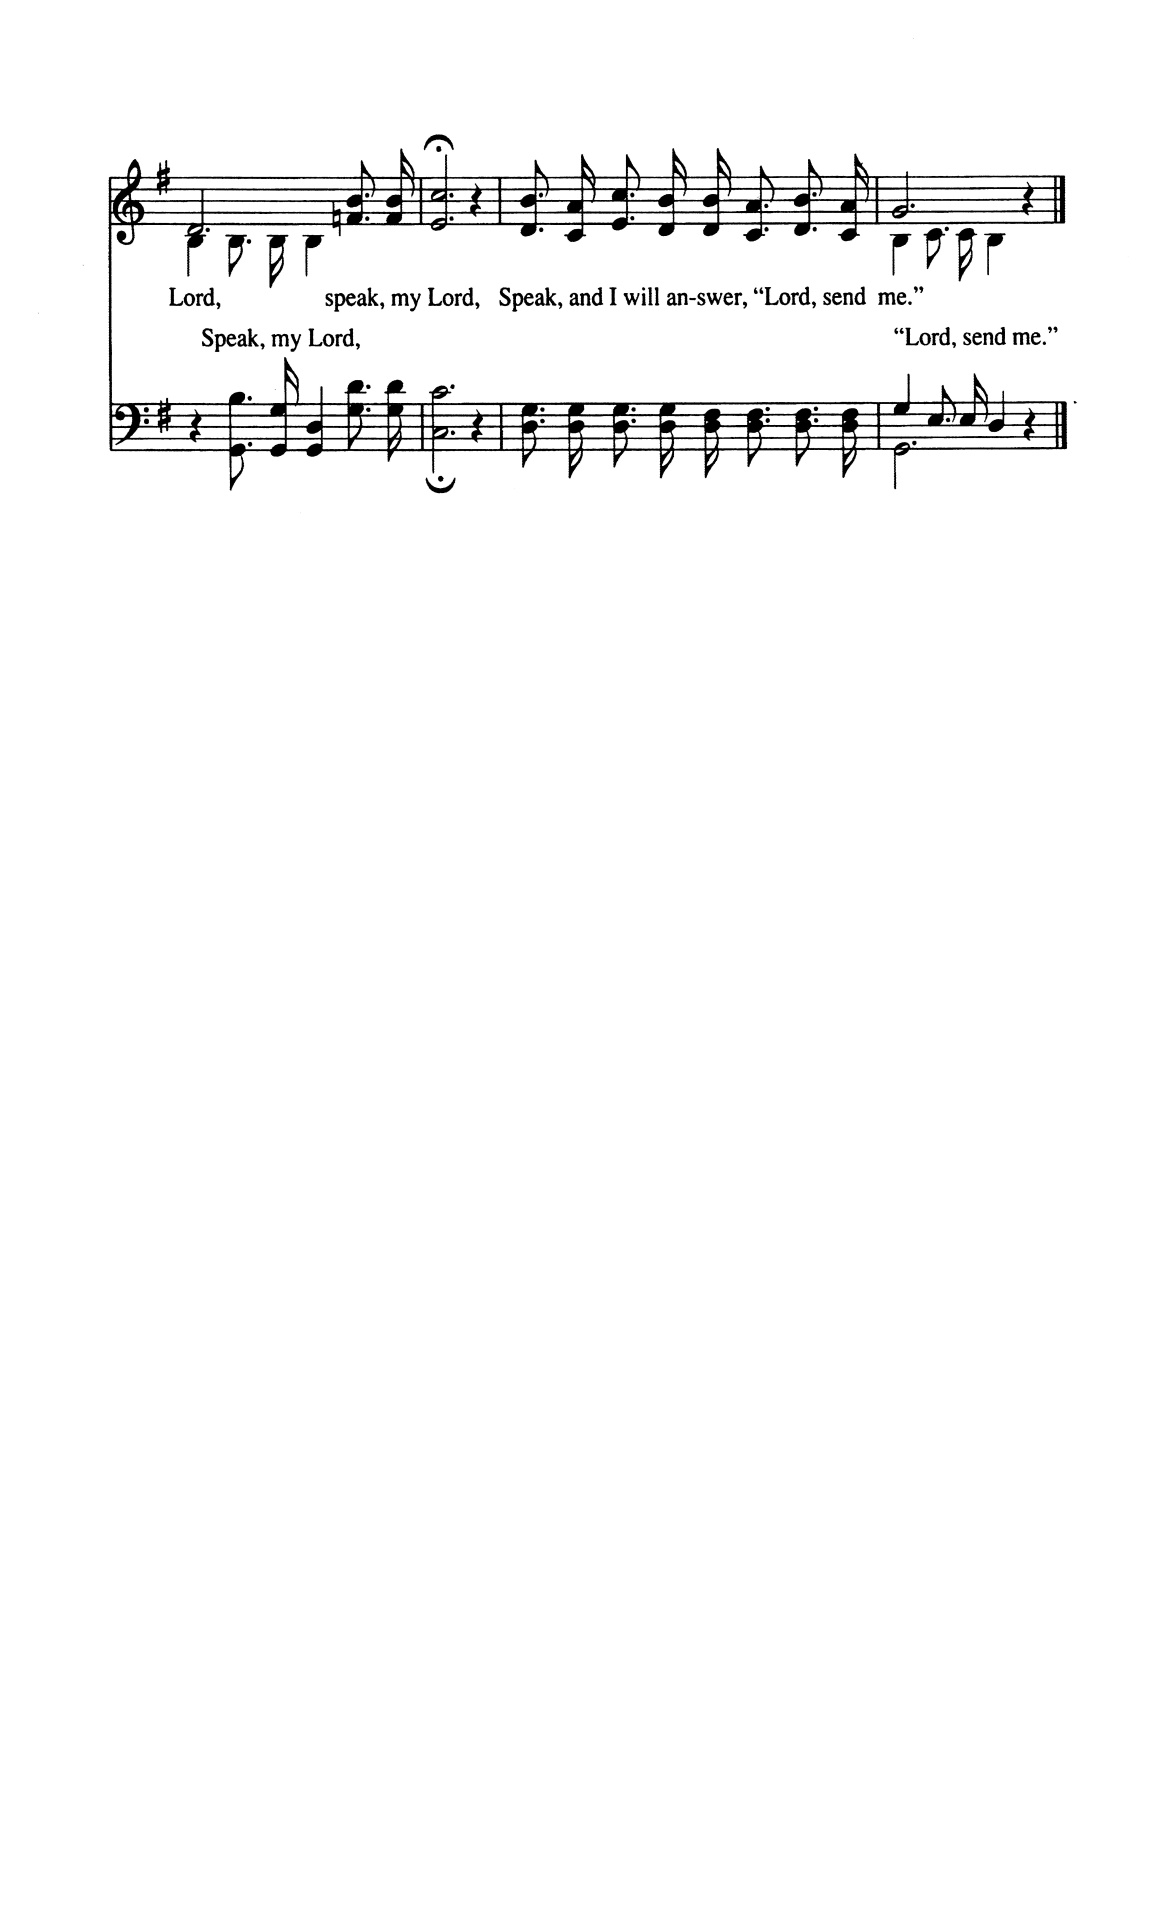 Lord, speak, my Lord, Speak, and I will an-swer, “Lord, send me.”
Speak, my Lord, “Lord, send me.”